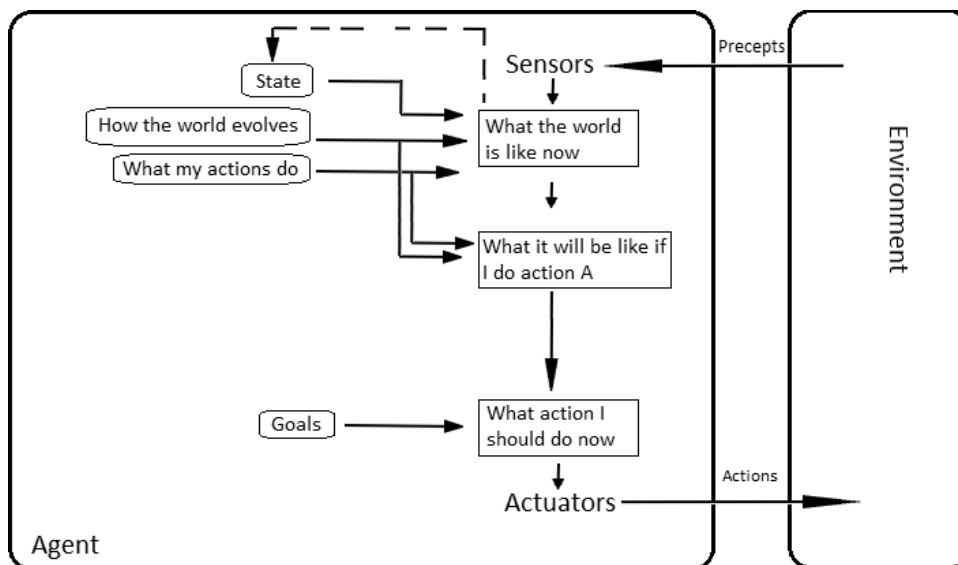 Precepts
Sensors
State
How the world evolves
What the world
is like now
What my actions do
Environment
What it will be like if
I do action A
Goals
What action I
should do now
Actions
Actuators
Agent